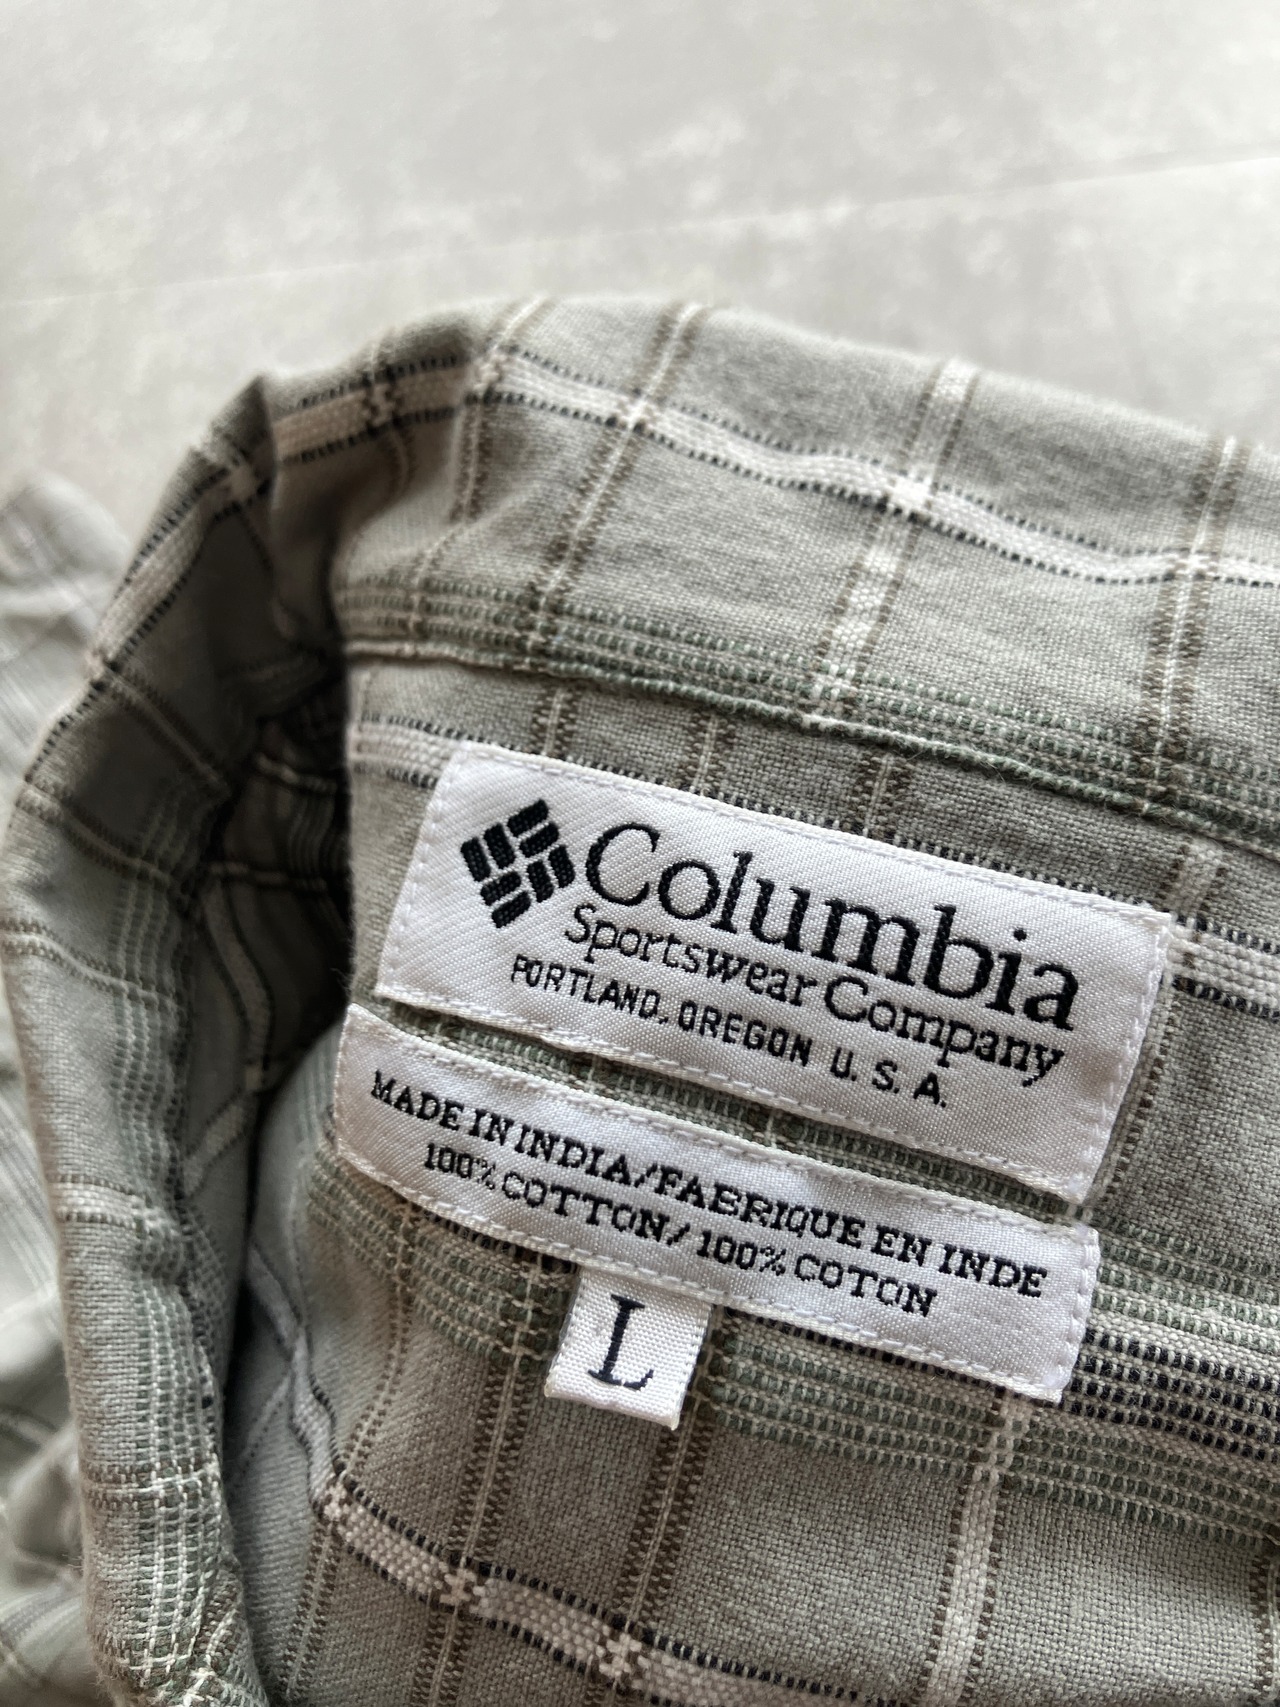 Columbia
Sportswear Company
PORTLAND, OREGON U.S.A.
MADE IN INDIA/FABRIQUE EN INDE
100% COTTON/100% COTON
L